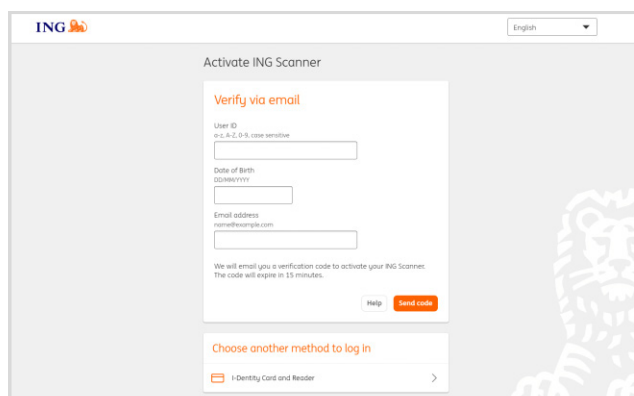 ING
English
Activate ING Scanner
Verify via email
User ID
a-z, A-Z, 0-9, case sensitive
Date of Birth
DD/MM/YYYY
Email address
name@example.com
We will email you a verification code to activate your ING Scanner.
The code will expire in 15 minutes.
Help
Send code
Choose another method to log in
I-Dentity Card and Reader